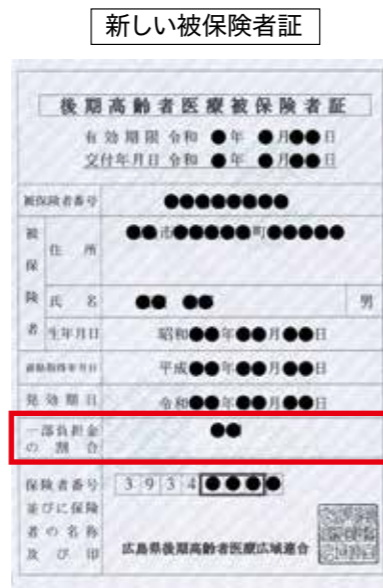 新しい被保険者証
後期高齢者医療被保険者証
有効期限 令和 ●年 ●月●●日
交付年月日 令和 ●年 ●月●●日
被保険者番号 ●●●●●●●●
被保険者
住所 ●●市●●●●●町●●●●●
氏名 ●● ●● 男
生年月日 昭和●●年●●月●●日
資格取得年月日 平成●●年●●月●●日
発効期日 令和●●年●●月●●日
一部負担金の割合 ●●
保険者番号 3934●●●●
並びに保険
者の名称
及び印 広島県後期高齢者医療広域連合